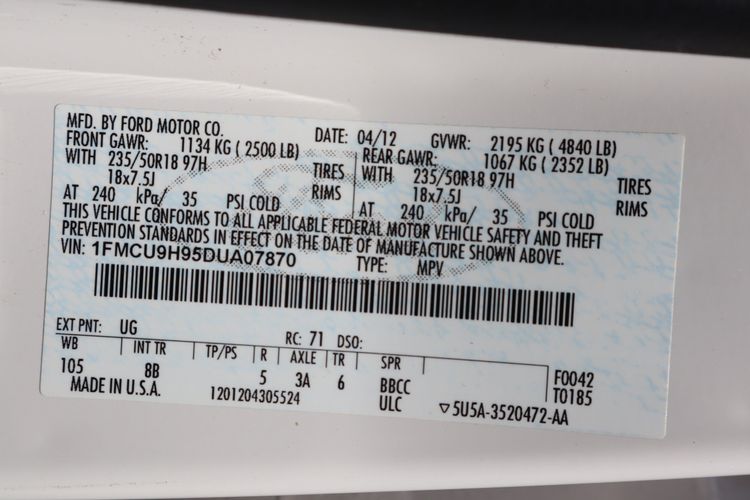 MFD. BY FORD MOTOR CO. DATE: 04/12 GVWR: 2195 KG ( 4840 LB)
FRONT GAWR: 1134 KG ( 2500 LB) REAR GAWR: 1067 KG ( 2352 LB)
WITH 235/50R18 97H TIRES WITH 235/50R18 97H TIRES
18x7.5J RIMS 18x7.5J RIMS
AT 240 kPa/ 35 PSI COLD AT 240 kPa/ 35 PSI COLD
THIS VEHICLE CONFORMS TO ALL APPLICABLE FEDERAL MOTOR VEHICLE SAFETY AND THEFT
PREVENTION STANDARDS IN EFFECT ON THE DATE OF MANUFACTURE SHOWN ABOVE.
VIN: 1FMCU9H95DUA07870 TYPE: MPV
EXT PNT: UG RC: 71 DSO:
WB INT TR TP/PS R AXLE TR SPR
105 8B 5 3A 6 BBCC F0042
MADE IN U.S.A. 1201204305524 ULC T0185
▽5U5A-3520472-AA